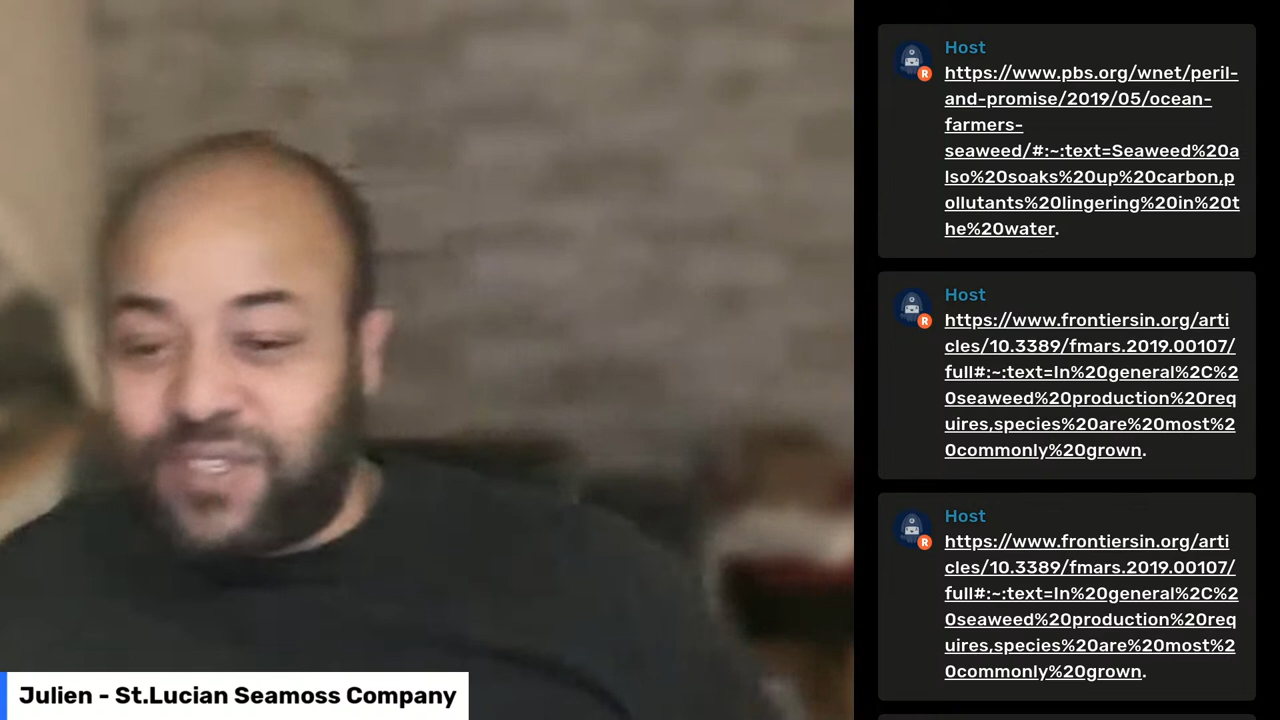 Host
https://www.pbs.org/wnet/peril-
and-promise/2019/05/ocean-
farmers-
seaweed/#:~:text=Seaweed%20a
lso%20soaks%20up%20carbon,p
ollutants%20lingering%20in%20t
he%20water.
Host
https://www.frontiersin.org/arti
cles/10.3389/fmars.2019.00107/
full#:~:text=In%20general%2C%2
0seaweed%20production%20req
uires,species%20are%20most%2
0commonly%20grown.
Host
https://www.frontiersin.org/arti
cles/10.3389/fmars.2019.00107/
full#:~:text=In%20general%2C%2
0seaweed%20production%20req
uires,species%20are%20most%2
0commonly%20grown.
R
R
R
Julien - St.Lucian Seamoss Company